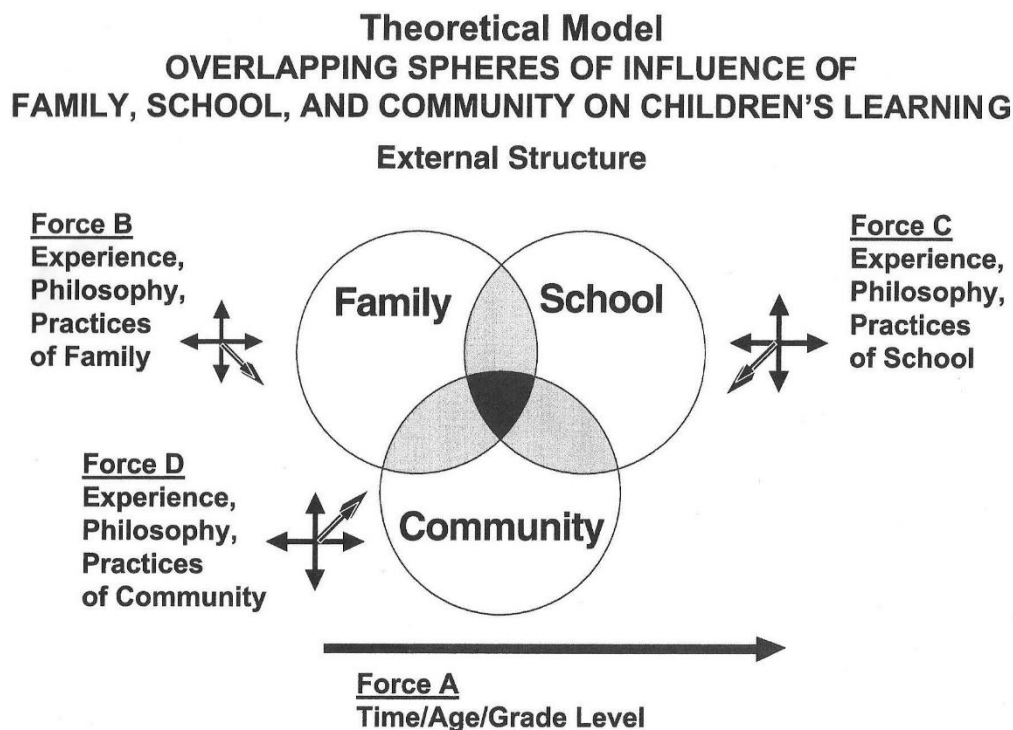 Theoretical Model
OVERLAPPING SPHERES OF INFLUENCE OF
FAMILY, SCHOOL, AND COMMUNITY ON CHILDREN'S LEARNING
External Structure
Force B
Experience,
Philosophy,
Practices
of Family
Family
School
Force C
Experience,
Philosophy,
Practices
of School
Force D
Experience,
Philosophy,
Practices
of Community
Community
Force A
Time/Age/Grade Level